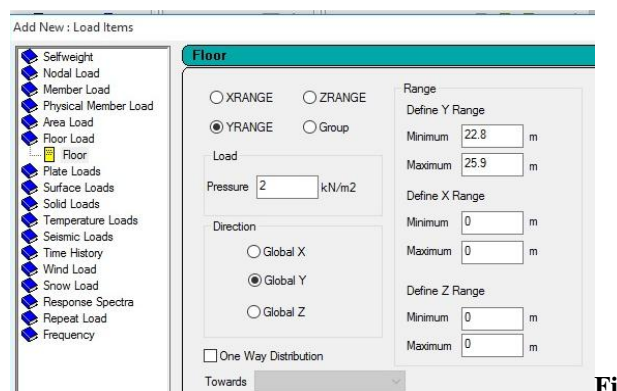 Add New : Load Items
Selfweight
Nodal Load
Member Load
Physical Member Load
Area Load
Floor Load
Floor
Plate Loads
Surface Loads
Solid Loads
Temperature Loads
Seismic Loads
Time History
Wind Load
Snow Load
Response Spectra
Repeat Load
Frequency
Floor
XRANGE ZRANGE
YRANGE Group
Load
Pressure 2 kN/m2
Direction
Global X
Global Y
Global Z
One Way Distribution
Towards
Range
Define Y Range
Minimum 22.8 m
Maximum 25.9 m
Define X Range
Minimum 0 m
Maximum 0 m
Define Z Range
Minimum 0 m
Maximum 0 m
Fi